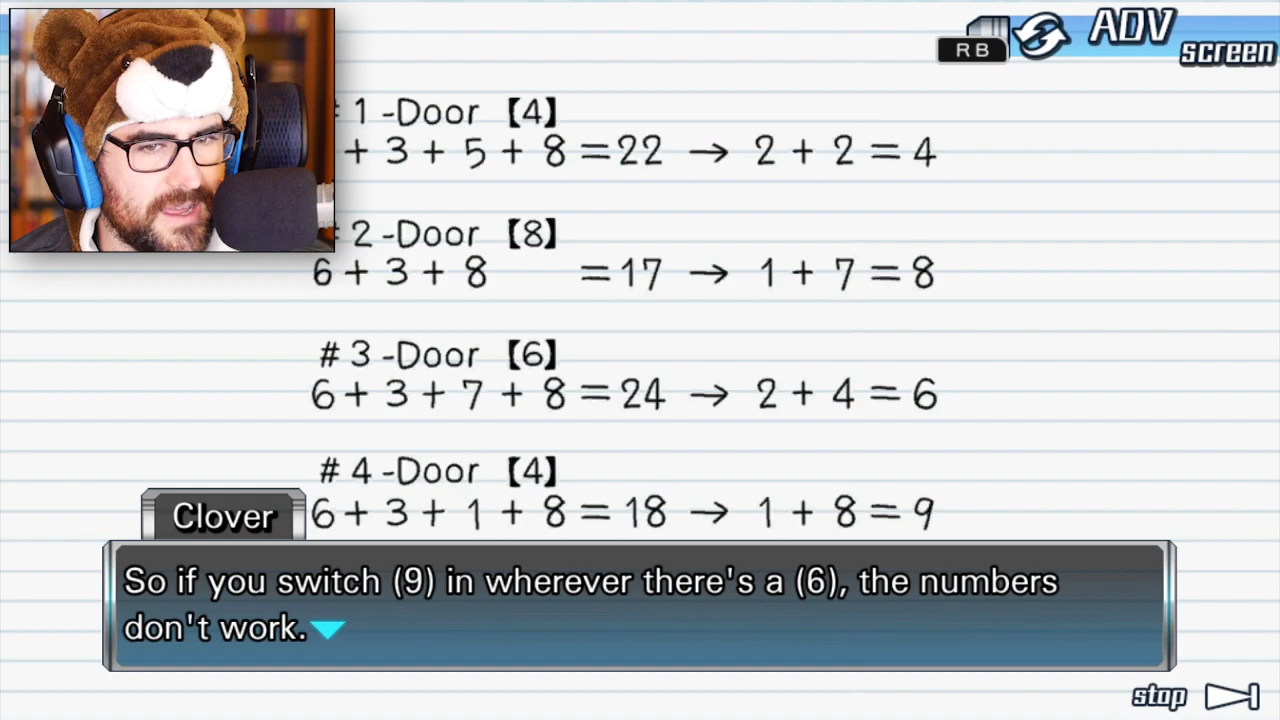 RB
ADV
screen
1 -Door 【4】
+ 3 + 5 + 8 = 22 → 2 + 2 = 4
2 -Door 【8】
6 + 3 + 8 = 17 → 1 + 7 = 8
# 3 -Door 【6】
6 + 3 + 7 + 8 = 24 → 2 + 4 = 6
# 4 -Door 【4】
6 + 3 + 1 + 8 = 18 → 1 + 8 = 9
Clover
So if you switch (9) in wherever there's a (6), the numbers
don't work.
stop